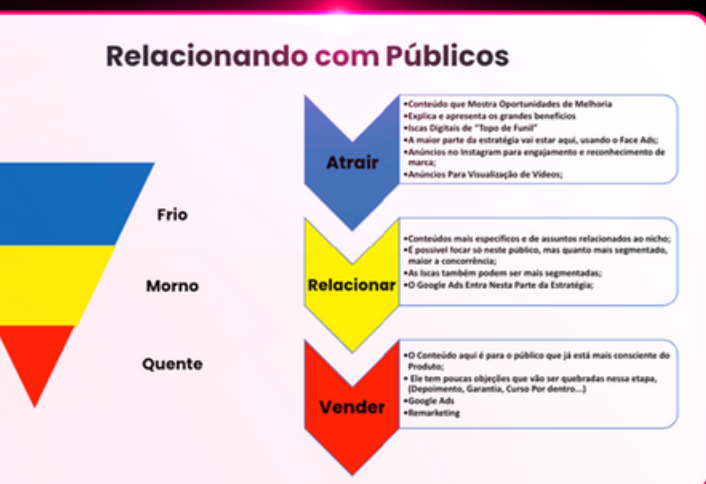 Relacionando com Públicos
Frio
Morno
Quente
Atrair
•Conteúdo que Mostra Oportunidades de Melhoria
•Explica e apresenta os grandes benefícios
•Iscas Digitais de "Topo de Funil"
•A maior parte da estratégia vai estar aqui, usando o Face Ads;
•Anúncios no Instagram para engajamento e reconhecimento de
marca;
•Anúncios Para Visualização de Vídeos;
Relacionar
•Conteúdos mais específicos e de assuntos relacionados ao nicho;
•É possivel focar só neste público, mas quanto mais segmentado,
maior a concorrência;
•As Iscas também podem ser mais segmentadas;
•O Google Ads Entra Nesta Parte da Estratégia;
Vender
•O Conteúdo aqui é para o público que já está mais consciente do
Produto;
• Ele tem poucas objeções que vão ser quebradas nessa etapa,
(Depoimento, Garantia, Curso Por dentro...)
•Google Ads
•Remarketing